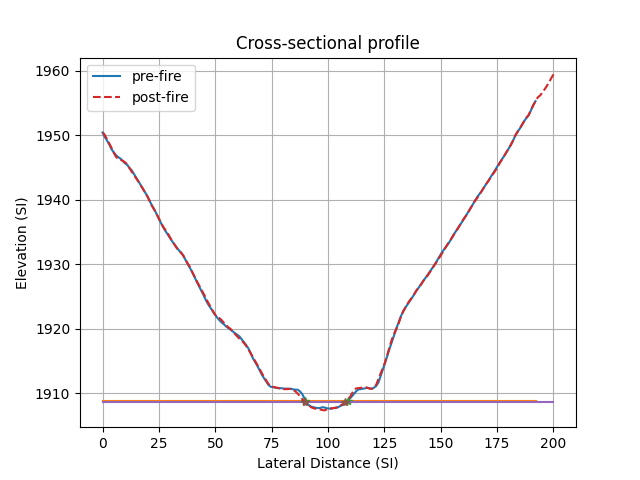 Cross-sectional profile
pre-fire
post-fire
1960
1950
1940
1930
1920
1910
Elevation (SI)
0 25 50 75 100 125 150 175 200
Lateral Distance (SI)